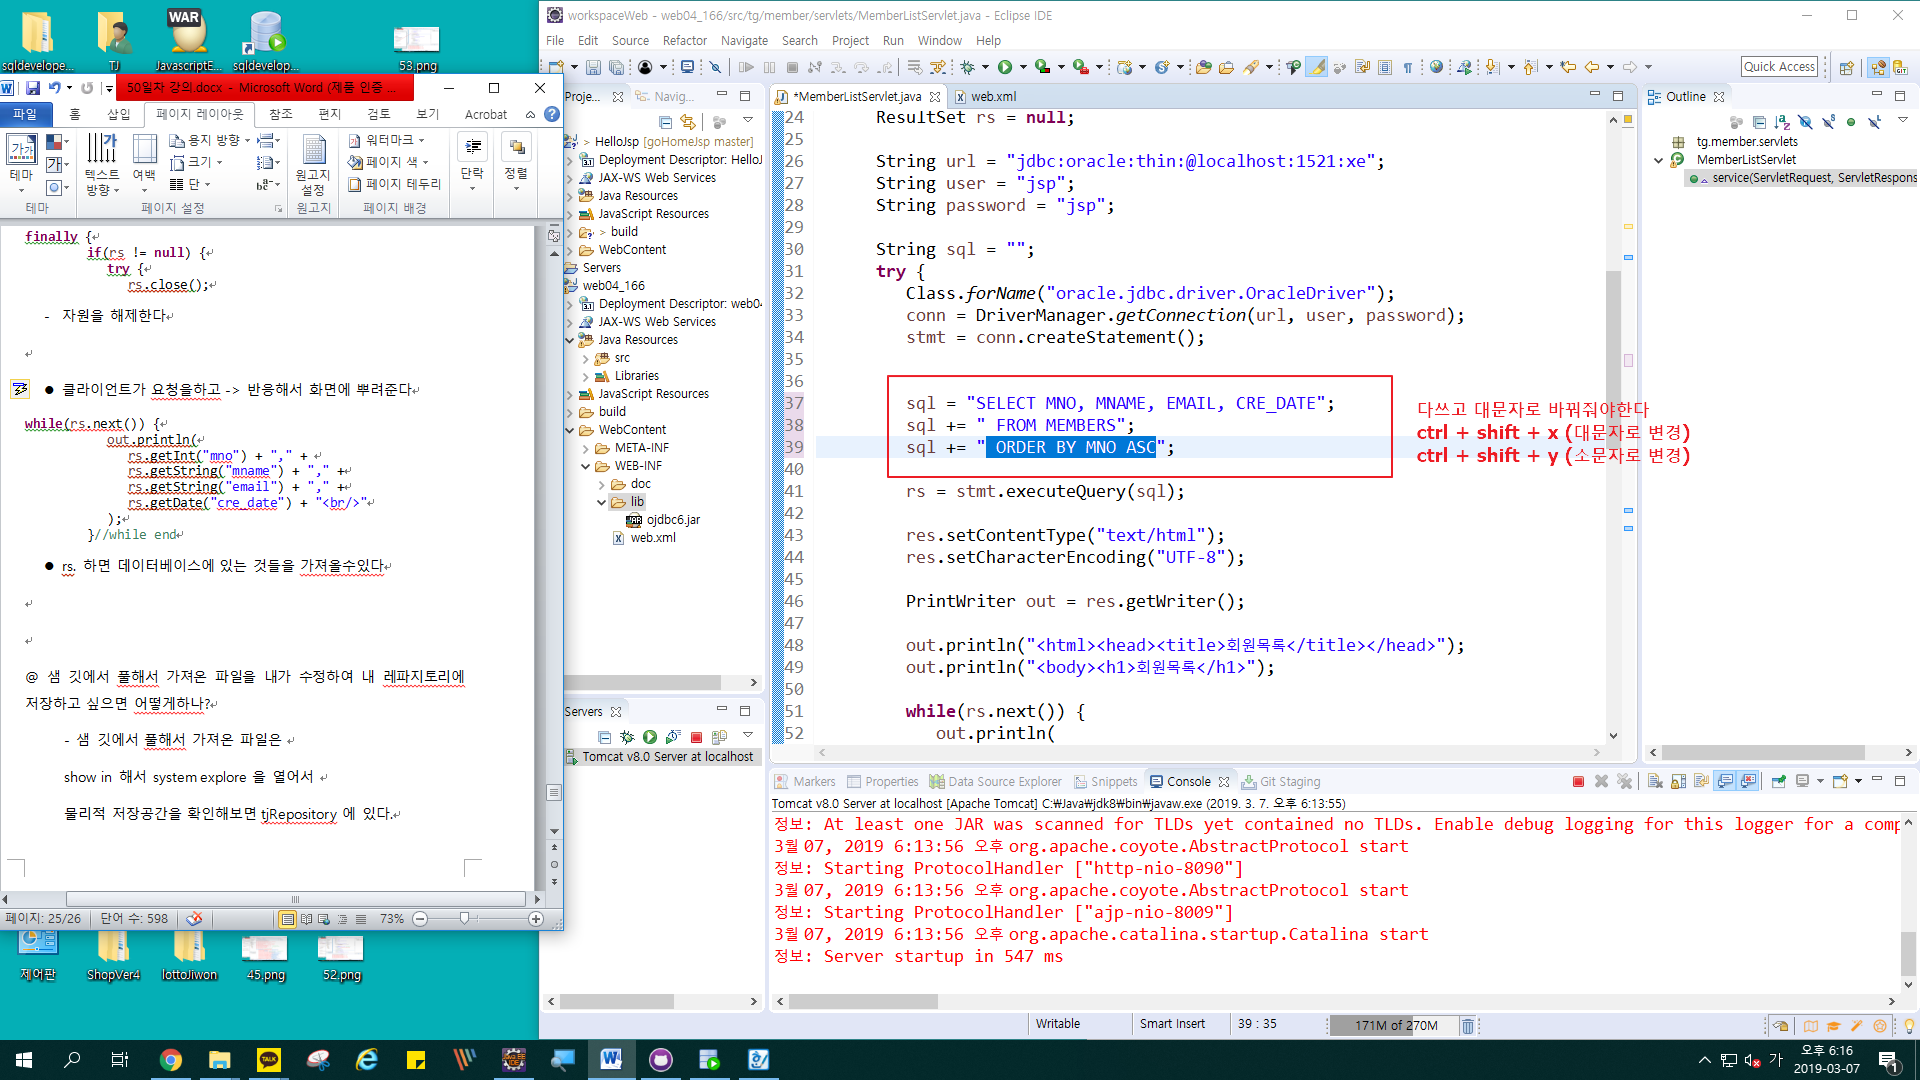 sqldevelope...
TJ
WAR
JavascriptE...
sqldevelop...
53.png
50일차 강의.docx - Microsoft Word (제품 인증 ...
파일
홈
삽입
페이지 레이아웃
참조
편지
검토
보기
Acrobat
테마
텍스트 방향
여백
용지 방향
크기
단
원고지 설정
워터마크
페이지 색
페이지 테두리
단락
정렬
테마
페이지 설정
원고지
페이지 배경
finally {
if(rs != null) {
try {
rs.close();
- 자원을 해제한다
● 클라이언트가 요청을하고 -> 반응해서 화면에 뿌려준다
while(rs.next()) {
out.println(
rs.getInt("mno") + "," +
rs.getString("mname") + "," +
rs.getString("email") + "," +
rs.getDate("cre_date") + "<br/>"
);
}//while end
● rs. 하면 데이터베이스에 있는 것들을 가져올수있다
@ 샘 깃에서 풀해서 가져온 파일을 내가 수정하여 내 레파지토리에
저장하고 싶으면 어떻게하나?
- 샘 깃에서 풀해서 가져온 파일은
show in 해서 system explore 을 열어서
물리적 저장공간을 확인해보면 tjRepository 에 있다.
페이지: 25/26
단어 수: 598
73%
제어판
ShopVer4
lottoJiwon
45.png
52.png
workspaceWeb - web04_166/src/tg/member/servlets/MemberListServlet.java - Eclipse IDE
File Edit Source Refactor Navigate Search Project Run Window Help
Quick Access
Proje...
Navig...
> HelloJsp [goHomeJsp master]
Deployment Descriptor: HelloJ
JAX-WS Web Services
Java Resources
JavaScript Resources
> build
WebContent
Servers
web04_166
Deployment Descriptor: web04
JAX-WS Web Services
Java Resources
src
Libraries
JavaScript Resources
build
WebContent
META-INF
WEB-INF
doc
lib
ojdbc6.jar
web.xml
Servers
Tomcat v8.0 Server at localhost
*MemberListServlet.java
web.xml
24 ResultSet rs = null;
25
26 String url = "jdbc:oracle:thin:@localhost:1521:xe";
27 String user = "jsp";
28 String password = "jsp";
29
30 String sql = "";
31 try {
32 Class.forName("oracle.jdbc.driver.OracleDriver");
33 conn = DriverManager.getConnection(url, user, password);
34 stmt = conn.createStatement();
35
36
37 sql = "SELECT MNO, MNAME, EMAIL, CRE_DATE";
38 sql += " FROM MEMBERS";
39 sql += " ORDER BY MNO ASC";
40
41 rs = stmt.executeQuery(sql);
42
43 res.setContentType("text/html");
44 res.setCharacterEncoding("UTF-8");
45
46 PrintWriter out = res.getWriter();
47
48 out.println("<html><head><title>회원목록</title></head>");
49 out.println("<body><h1>회원목록</h1>");
50
51 while(rs.next()) {
52 out.println(
다쓰고 대문자로 바꿔줘야한다
ctrl + shift + x (대문자로 변경)
ctrl + shift + y (소문자로 변경)
Outline
tg.member.servlets
MemberListServlet
service(ServletRequest, ServletRespons
Markers
Properties
Data Source Explorer
Snippets
Console
Git Staging
Tomcat v8.0 Server at localhost [Apache Tomcat] C:₩Java₩jdk8₩bin₩javaw.exe (2019. 3. 7. 오후 6:13:55)
정보: At least one JAR was scanned for TLDs yet contained no TLDs. Enable debug logging for this logger for a comp
3월 07, 2019 6:13:56 오후 org.apache.coyote.AbstractProtocol start
정보: Starting ProtocolHandler ["http-nio-8090"]
3월 07, 2019 6:13:56 오후 org.apache.coyote.AbstractProtocol start
정보: Starting ProtocolHandler ["ajp-nio-8009"]
3월 07, 2019 6:13:56 오후 org.apache.catalina.startup.Catalina start
정보: Server startup in 547 ms
Writable
Smart Insert
39 : 35
171M of 270M
TALK
가
오후 6:16
2019-03-07
1